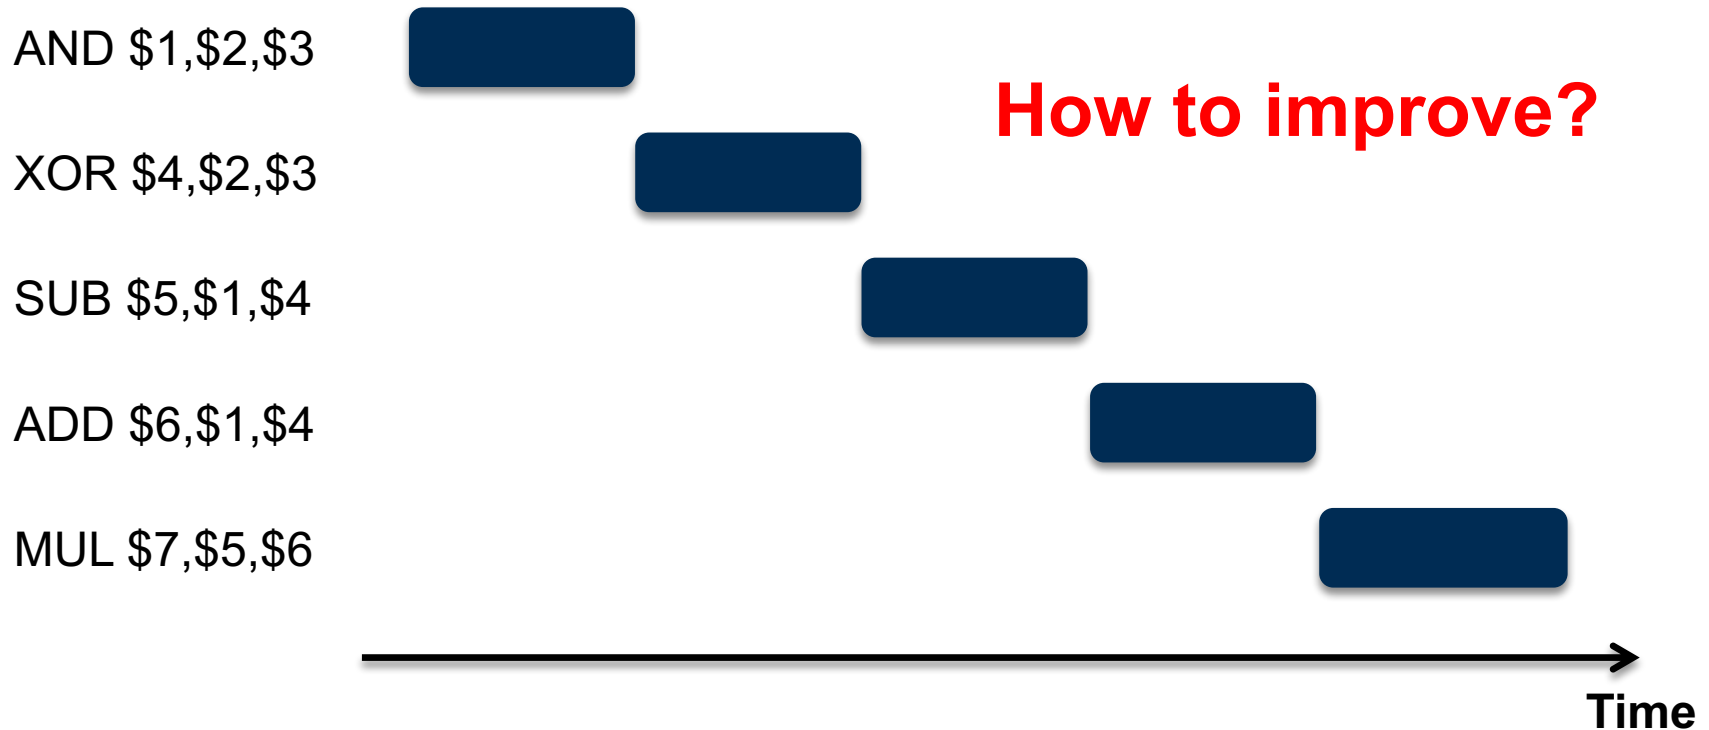 AND $1,$2,$3
How to improve?
XOR $4,$2,$3
SUB $5,$1,$4
ADD $6,$1,$4
MUL $7,$5,$6
Time